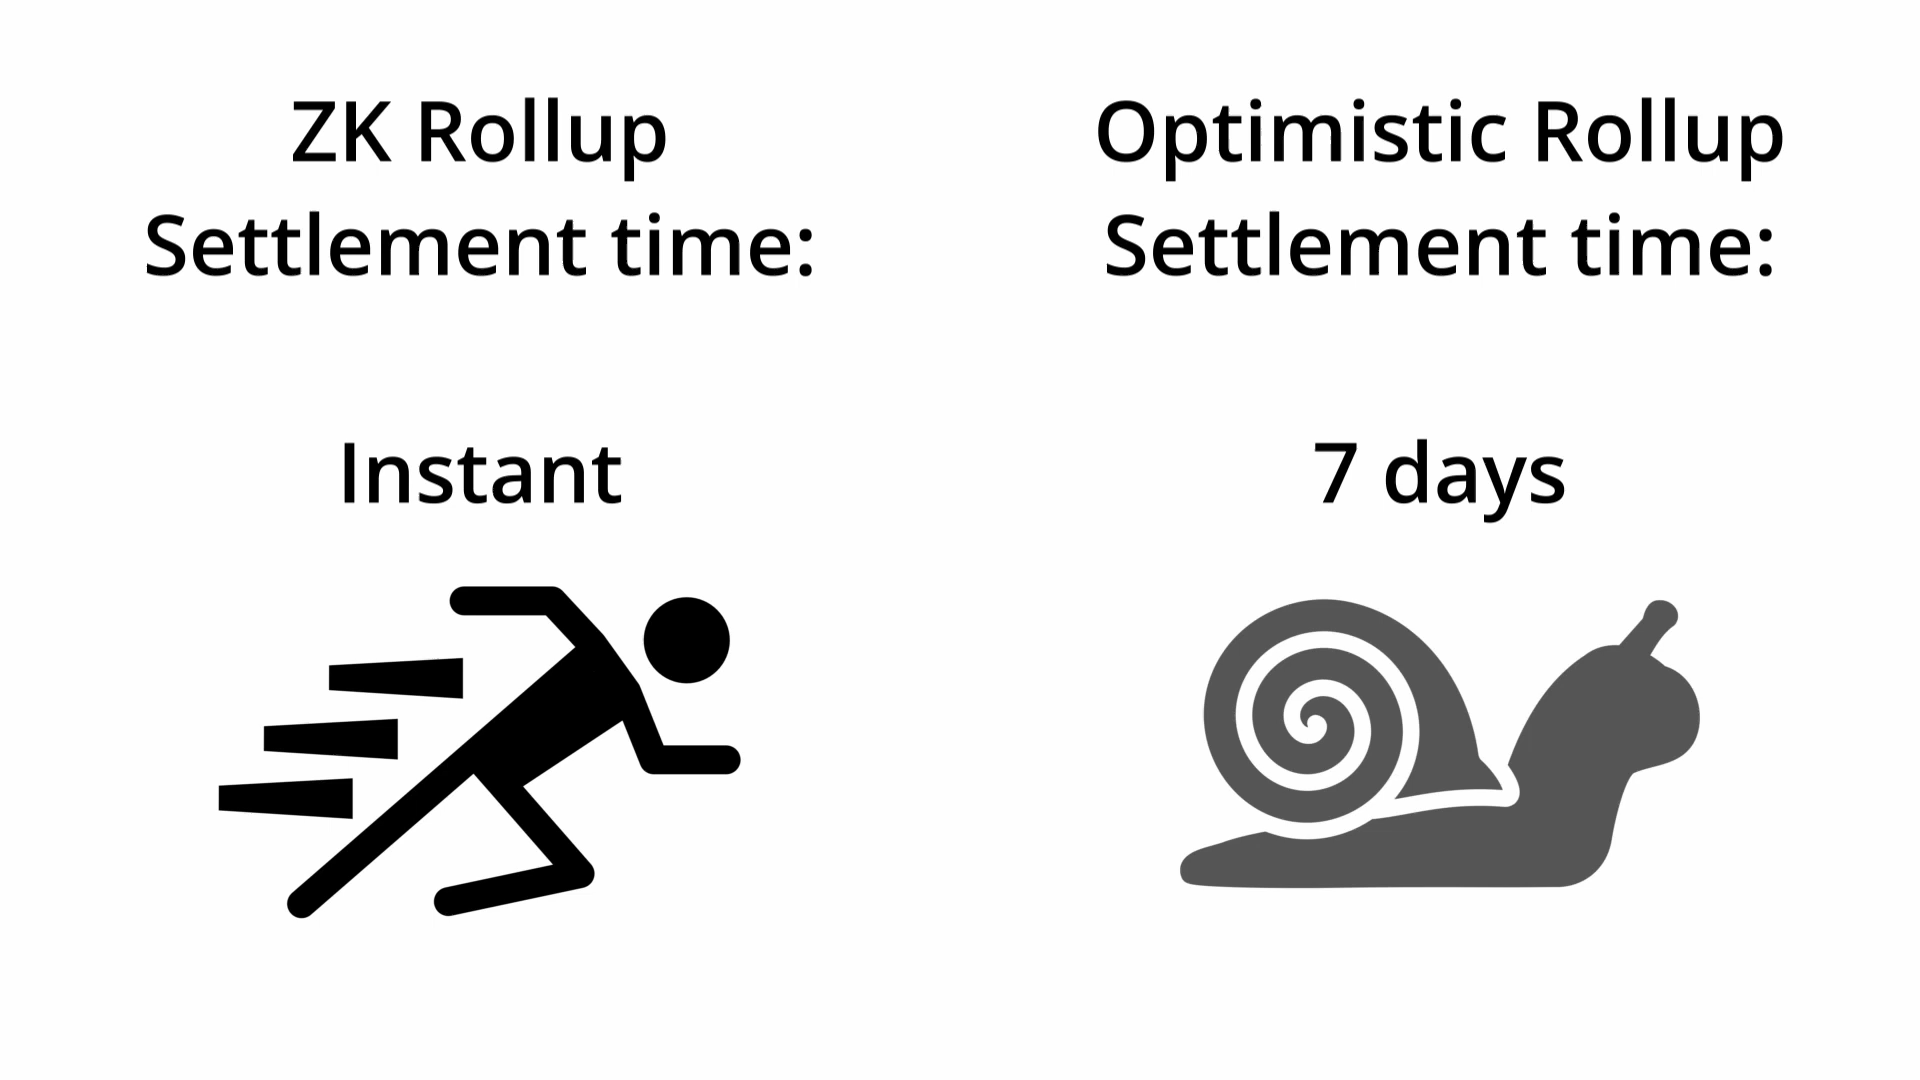 ZK Rollup
Settlement time:
Instant
Optimistic Rollup
Settlement time:
7 days